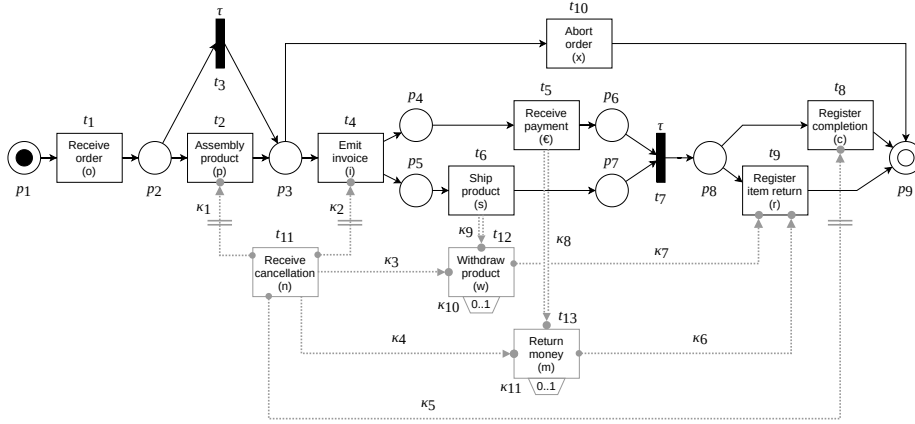 t10
Abort
order
(x)
τ
t3
t1
Receive
order
(o)
t2
Assembly
product
(p)
t4
Emit
invoice
(i)
p4
p5
t5
Receive
payment
(€)
p6
t6
Ship
product
(s)
p7
τ
t7
t8
Register
completion
(c)
t9
Register
item return
(r)
p1
p2
p3
p8
p9
κ1
κ2
t11
Receive
cancellation
(n)
κ3
κ9
t12
Withdraw
product
(w)
κ10
0..1
κ8
κ7
κ4
t13
Return
money
(m)
κ11
0..1
κ6
κ5